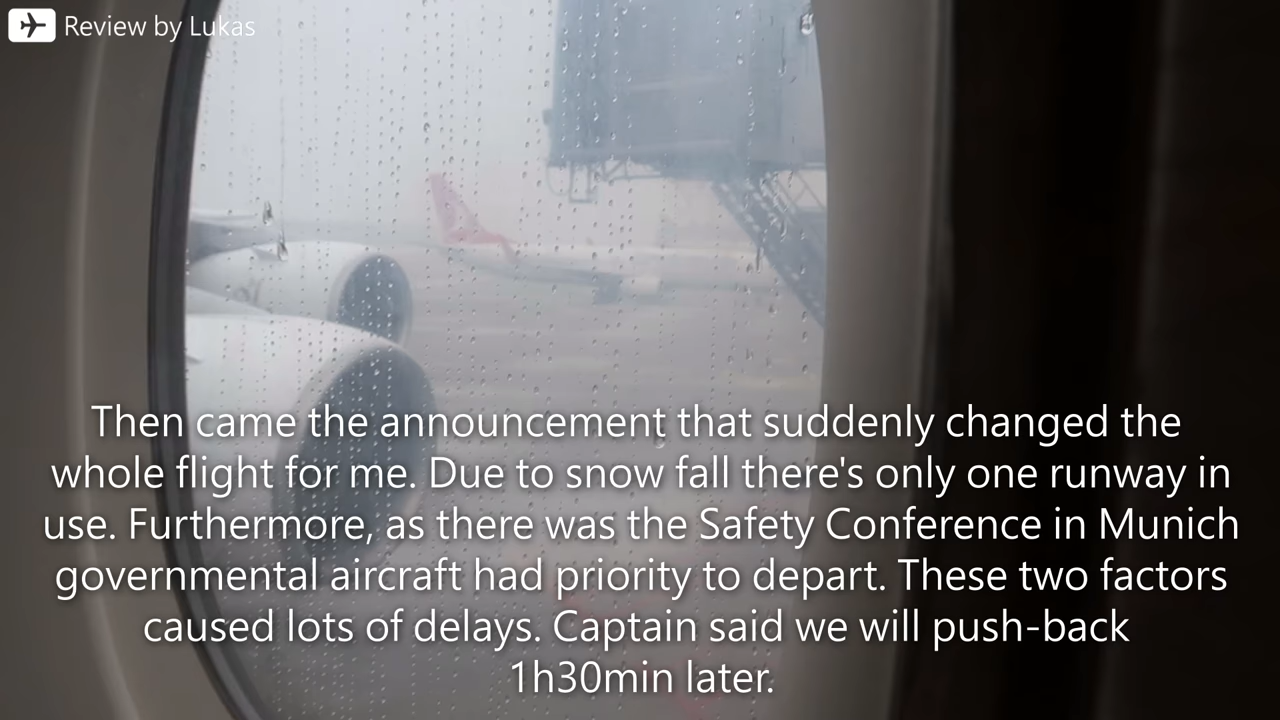 Review by Lukas
Then came the announcement that suddenly changed the
whole flight for me. Due to snow fall there's only one runway in
use. Furthermore, as there was the Safety Conference in Munich
governmental aircraft had priority to depart. These two factors
caused lots of delays. Captain said we will push-back
1h30min later.